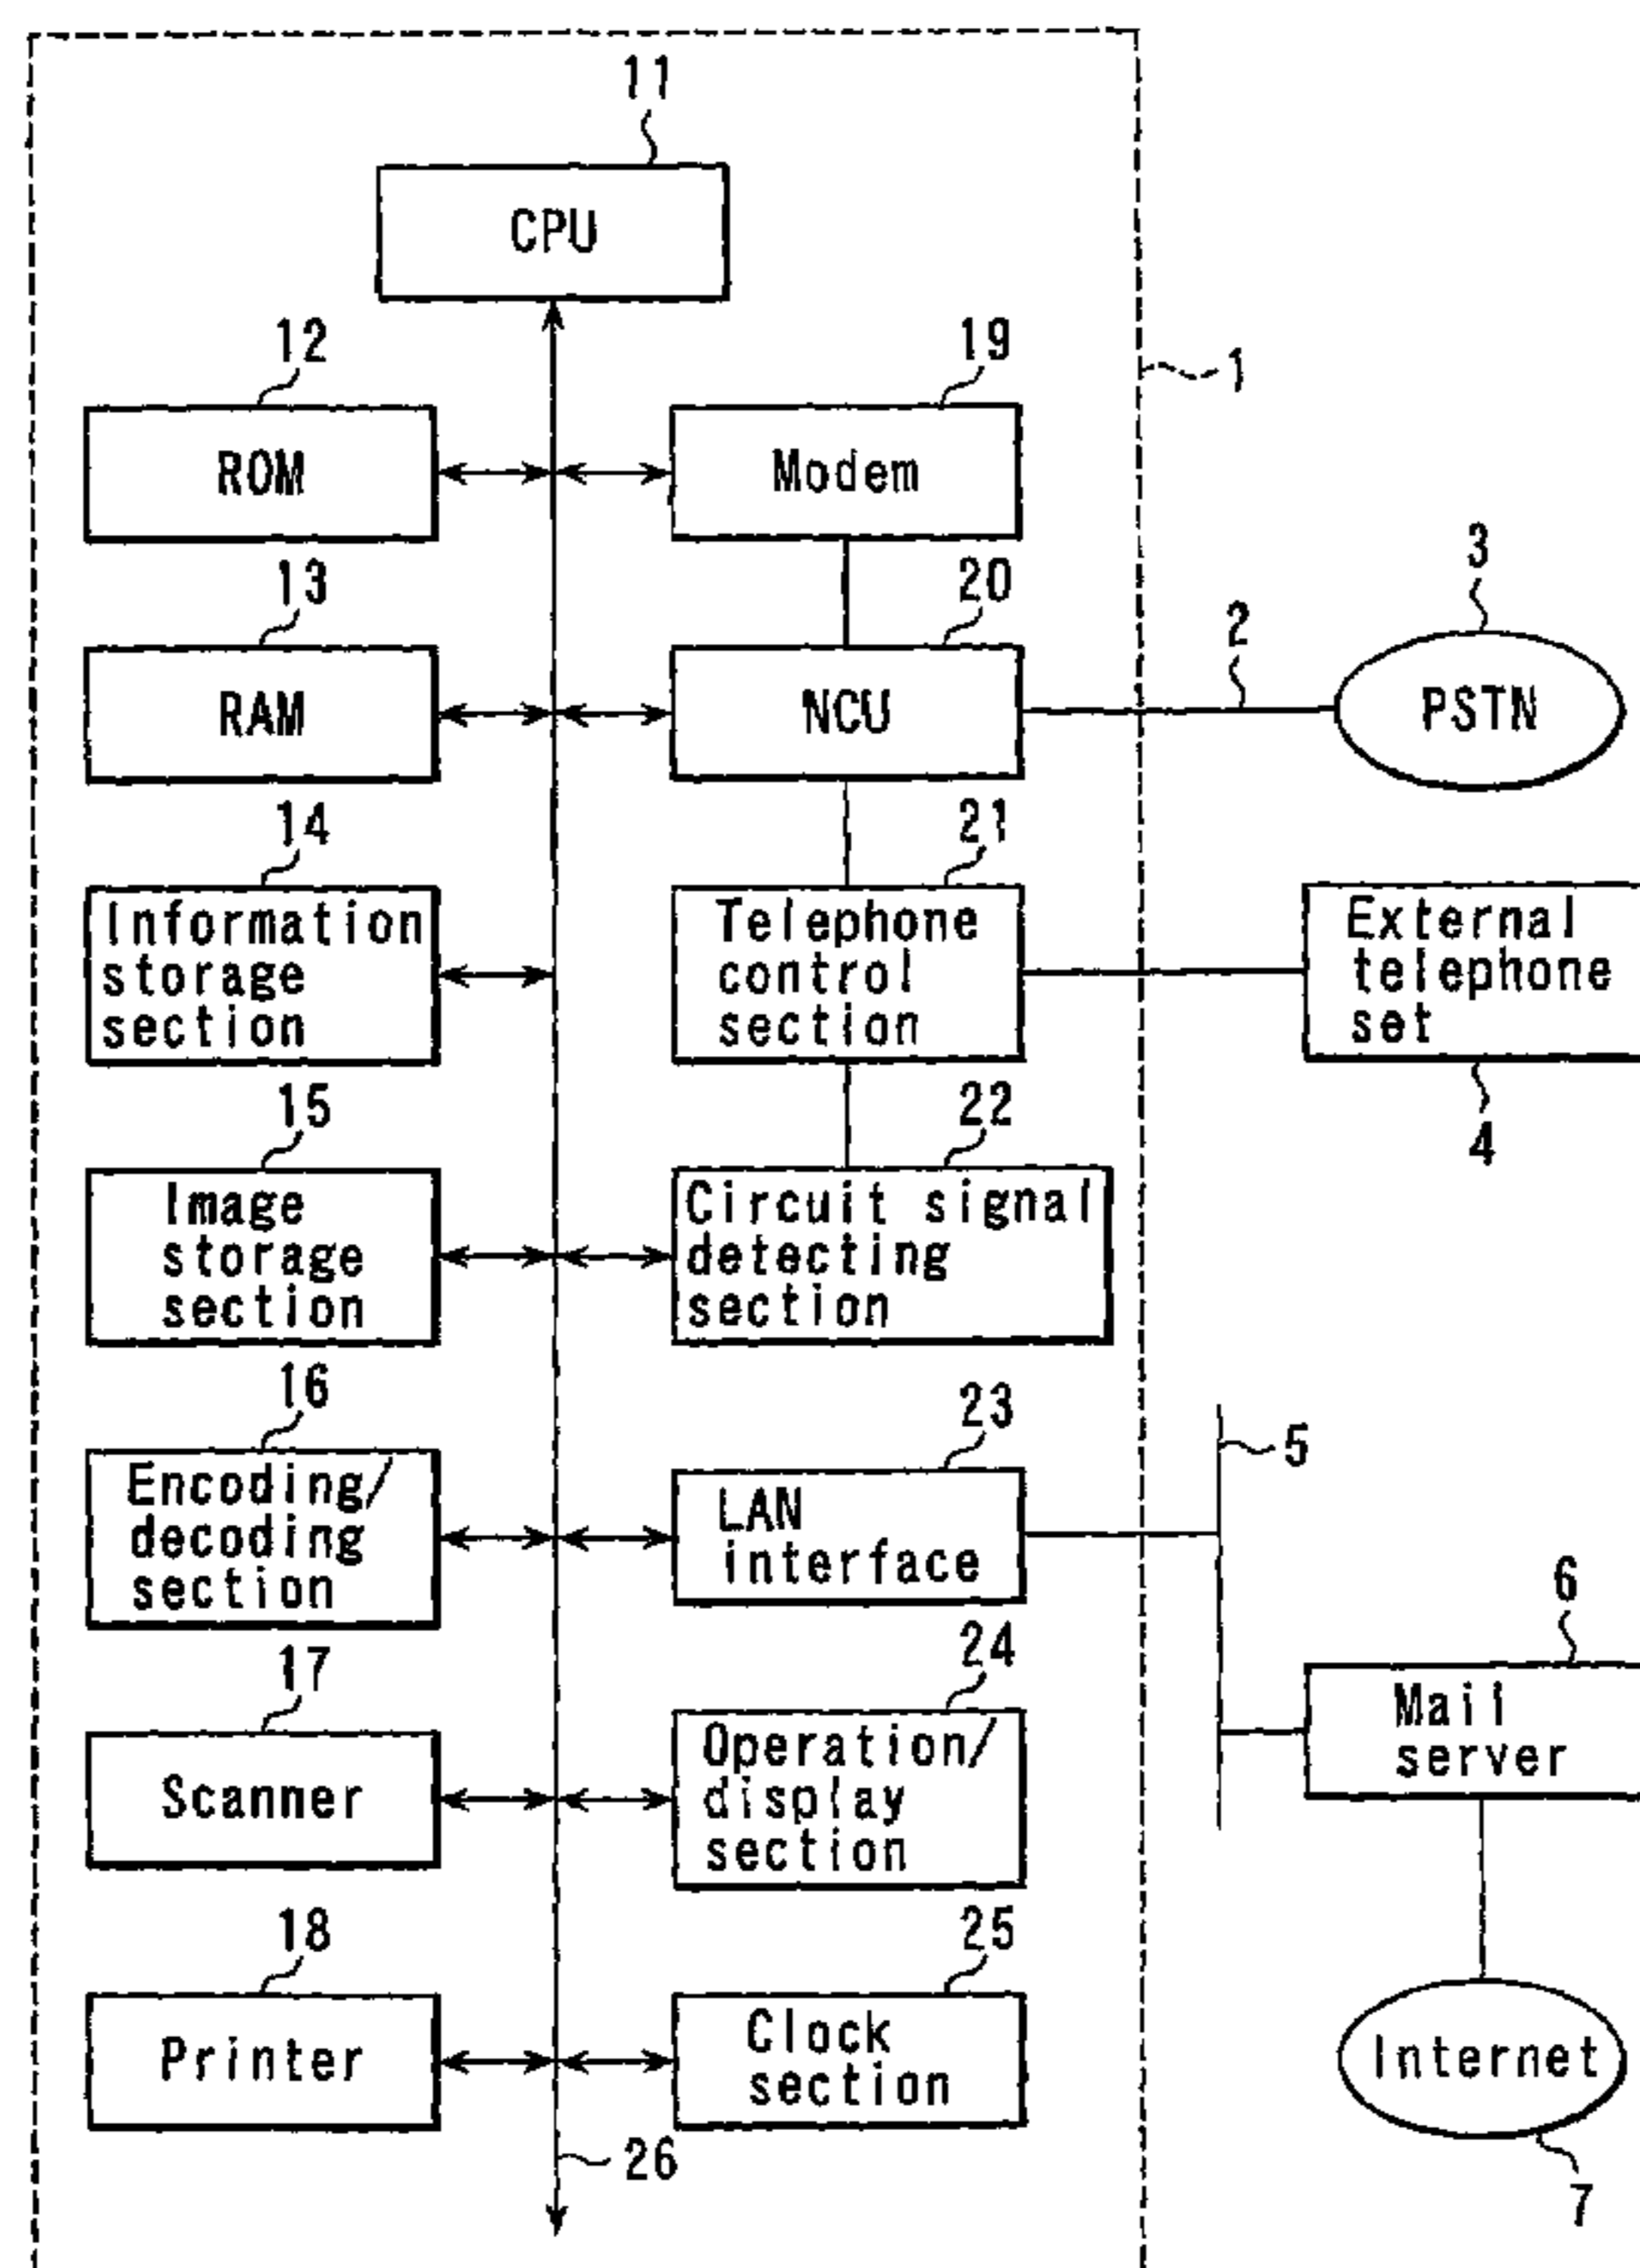 11
CPU
12
19
1
ROM
Modem
13
20
2
3
RAM
NCU
PSTN
14
21
Information
storage
section
Telephone
control
section
External
telephone
set
4
15
22
Image
storage
section
Circuit signal
detecting
section
16
23
5
Encoding/
decoding
section
LAN
interface
6
17
24
Mail
server
Scanner
Operation/
display
section
18
25
Printer
Clock
section
Internet
26
7